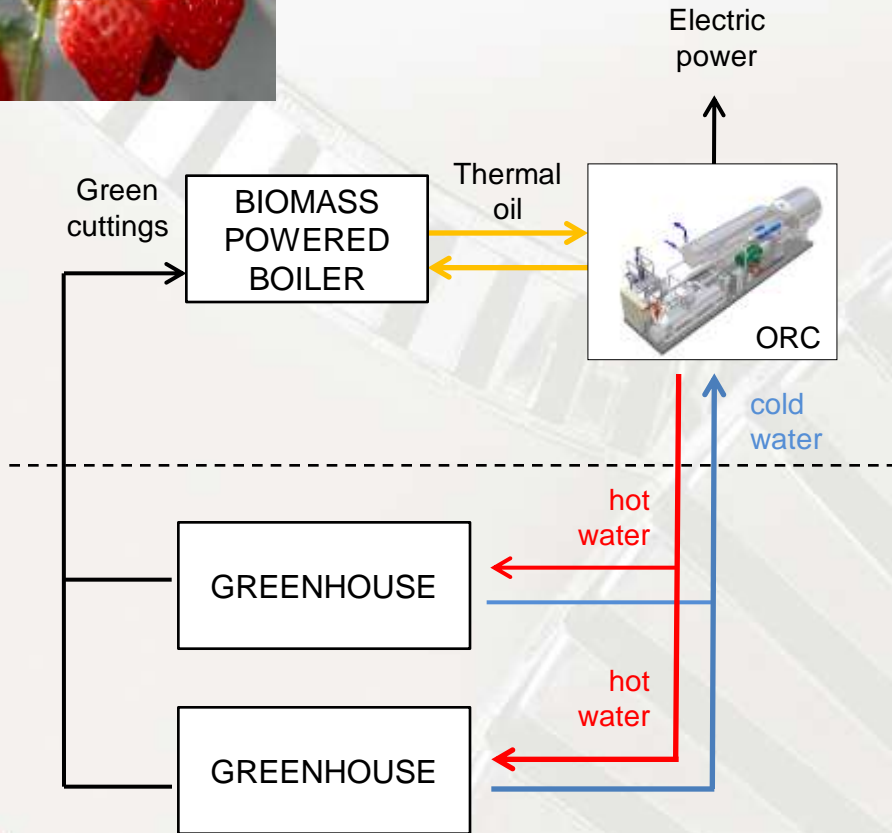 Electric
power
Green
cuttings
BIOMASS
POWERED
BOILER
Thermal
oil
ORC
cold
water
hot
water
GREENHOUSE
hot
water
GREENHOUSE